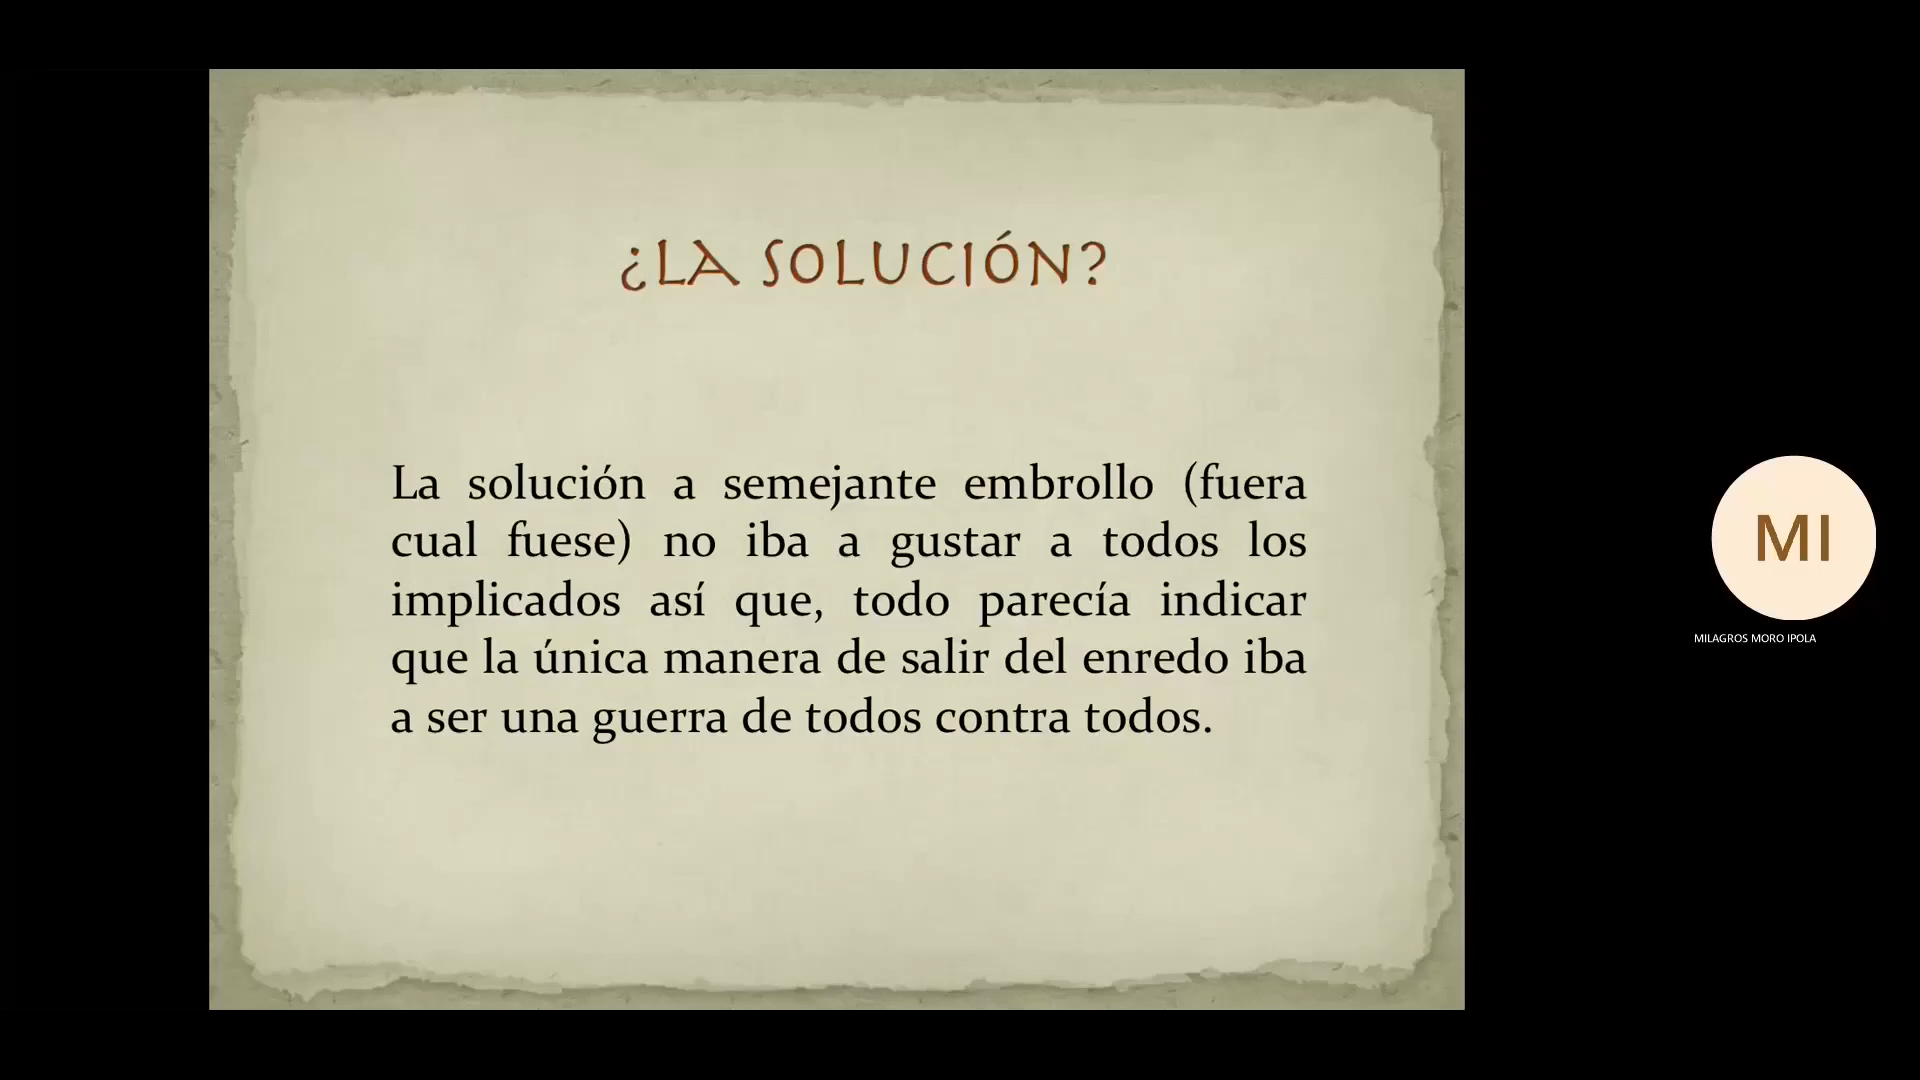 ¿LA SOLUCIÓN?
La solución a semejante embrollo (fuera
cual fuese) no iba a gustar a todos los
implicados así que, todo parecía indicar
que la única manera de salir del enredo iba
a ser una guerra de todos contra todos.
MI
MILAGROS MORO IPOLA